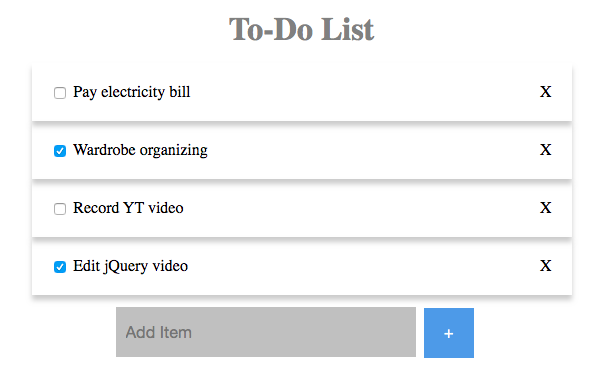 To-Do List
Pay electricity bill X
Wardrobe organizing X
Record YT video X
Edit jQuery video X
Add Item +